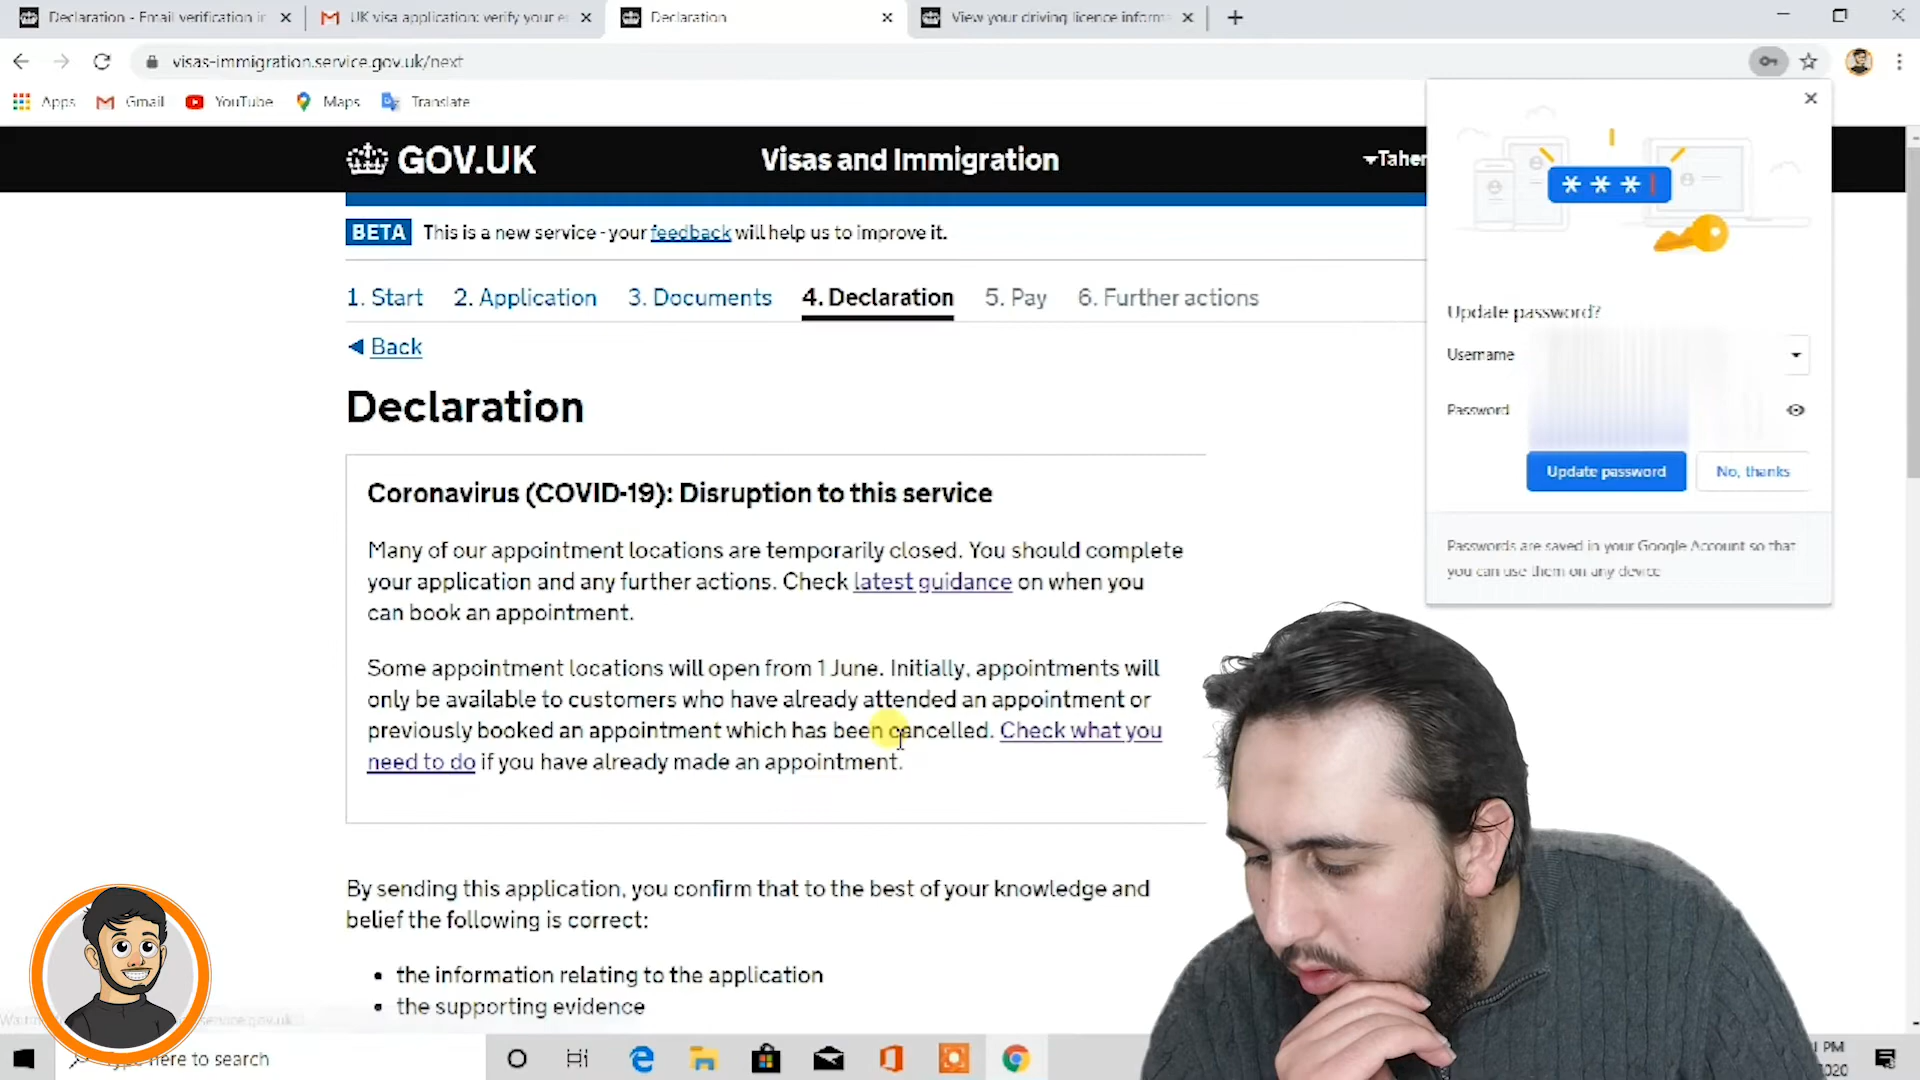 Declaration - Email verification in
UK visa application: verify your e
Declaration
View your driving licence inform
visas-immigration.service.gov.uk/next
Apps
Gmail
YouTube
Maps
Translate
GOV.UK
Visas and Immigration
Taher
BETA
This is a new service - your feedback will help us to improve it.
1. Start
2. Application
3. Documents
4. Declaration
5. Pay
6. Further actions
Back
Declaration
Coronavirus (COVID-19): Disruption to this service
Many of our appointment locations are temporarily closed. You should complete
your application and any further actions. Check latest guidance on when you
can book an appointment.
Some appointment locations will open from 1 June. Initially, appointments will
only be available to customers who have already attended an appointment or
previously booked an appointment which has been cancelled. Check what you
need to do if you have already made an appointment.
By sending this application, you confirm that to the best of your knowledge and
belief the following is correct:
• the information relating to the application
• the supporting evidence
***
Update password?
Username
Password
Update password
No, thanks
Passwords are saved in your Google Account so that
you can use them on any device
service.gov.uk
here to search
PM
2020